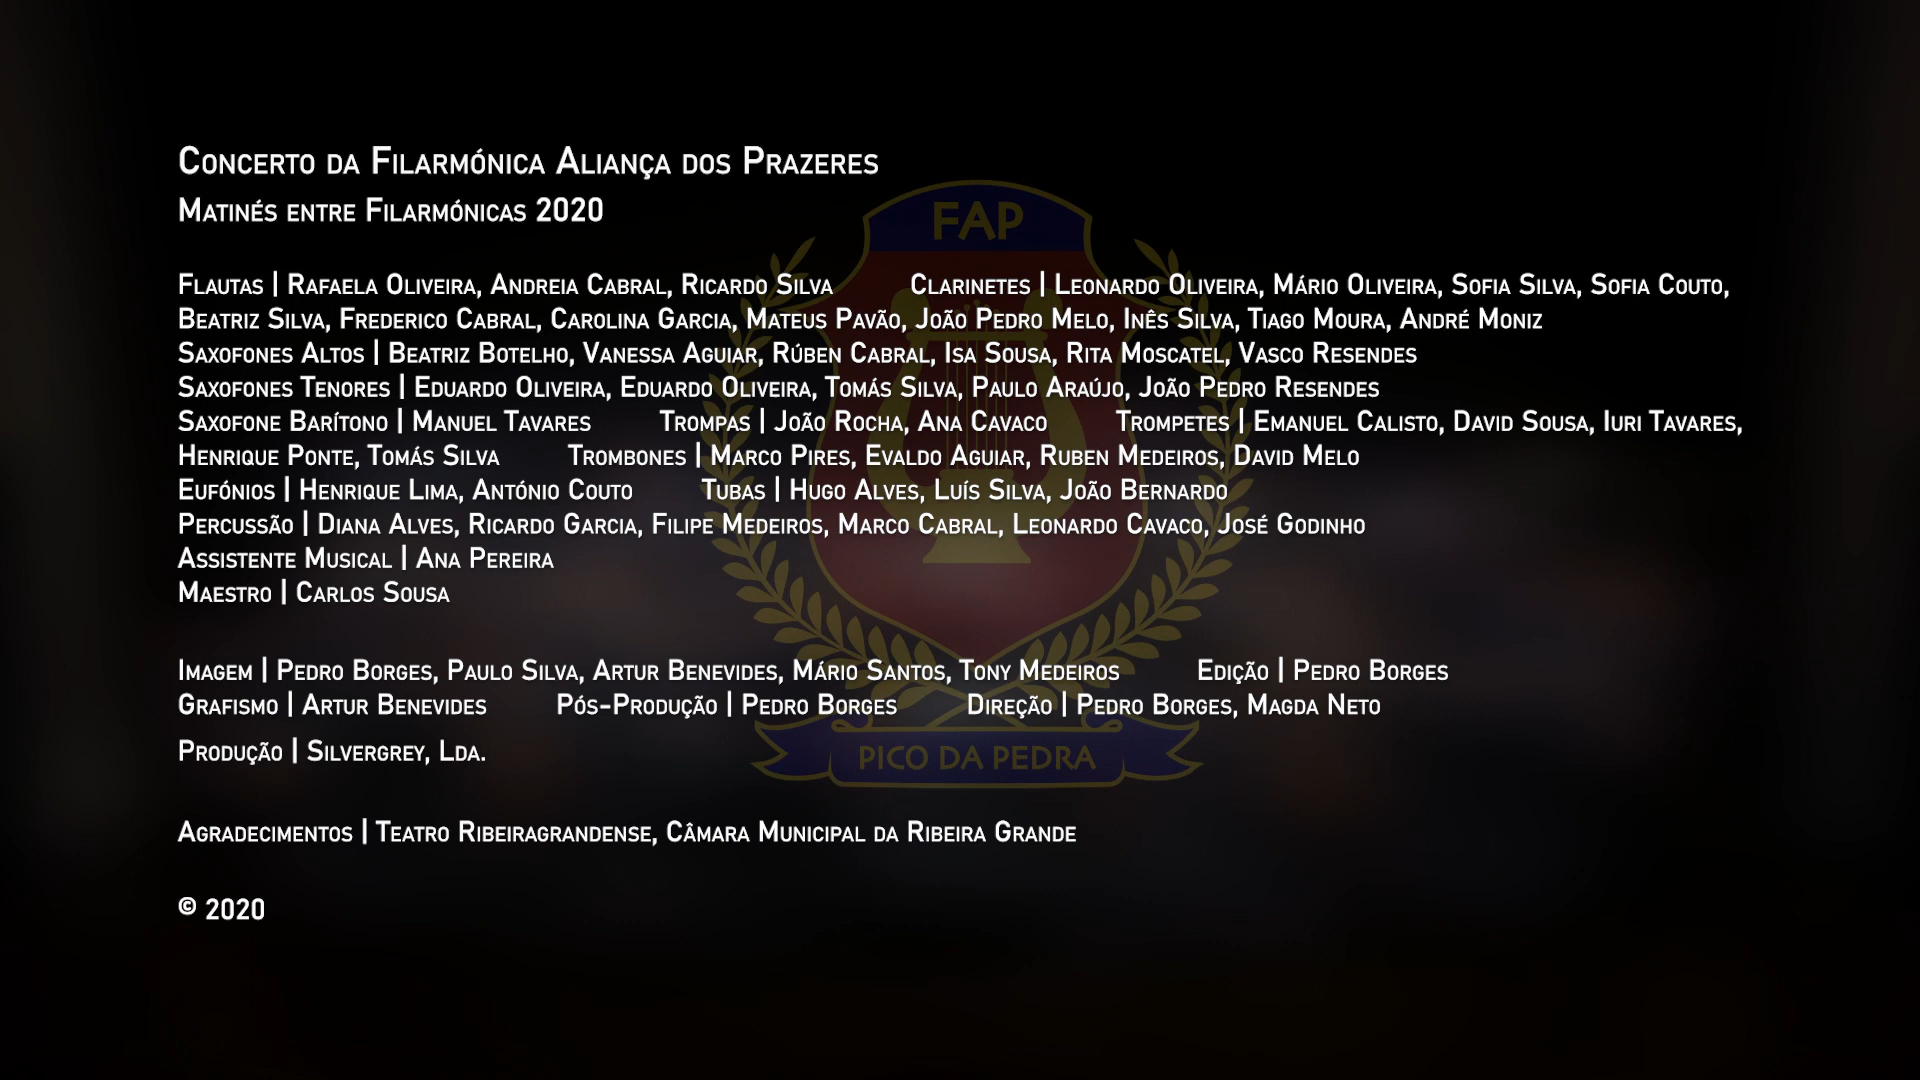 Concerto da Filarmónica Aliança dos Prazeres
Matinés entre Filarmónicas 2020
FAP
Flautas | Rafaela Oliveira, Andreia Cabral, Ricardo Silva Clarinetes | Leonardo Oliveira, Mário Oliveira, Sofia Silva, Sofia Couto,
Beatriz Silva, Frederico Cabral, Carolina Garcia, Mateus Pavão, João Pedro Melo, Inês Silva, Tiago Moura, André Moniz
Saxofones Altos | Beatriz Botelho, Vanessa Aguiar, Rúben Cabral, Isa Sousa, Rita Moscatel, Vasco Resendes
Saxofones Tenores | Eduardo Oliveira, Eduardo Oliveira, Tomás Silva, Paulo Araújo, João Pedro Resendes
Saxofone Barítono | Manuel Tavares Trompas | João Rocha, Ana Cavaco Trompetes | Emanuel Calisto, David Sousa, Iuri Tavares,
Henrique Ponte, Tomás Silva Trombones | Marco Pires, Evaldo Aguiar, Ruben Medeiros, David Melo
Eufónios | Henrique Lima, António Couto Tubas | Hugo Alves, Luís Silva, João Bernardo
Percussão | Diana Alves, Ricardo Garcia, Filipe Medeiros, Marco Cabral, Leonardo Cavaco, José Godinho
Assistente Musical | Ana Pereira
Maestro | Carlos Sousa
Imagem | Pedro Borges, Paulo Silva, Artur Benevides, Mário Santos, Tony Medeiros Edição | Pedro Borges
Grafismo | Artur Benevides Pós-Produção | Pedro Borges Direção | Pedro Borges, Magda Neto
Produção | Silvergrey, Lda.
PICO DA PEDRA
Agradecimentos | Teatro Ribeiragrandense, Câmara Municipal da Ribeira Grande
© 2020